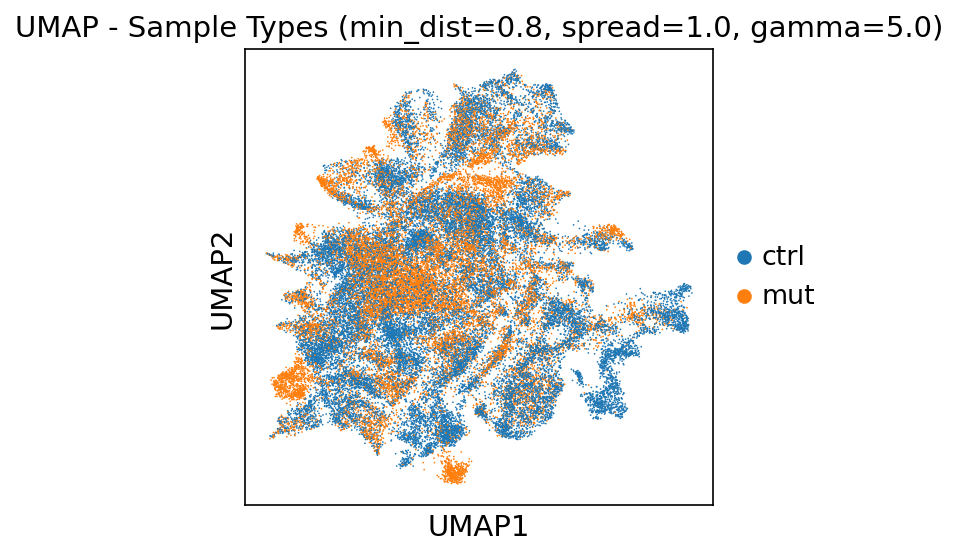 UMAP - Sample Types (min_dist=0.8, spread=1.0, gamma=5.0)
UMAP2
ctrl
mut
UMAP1